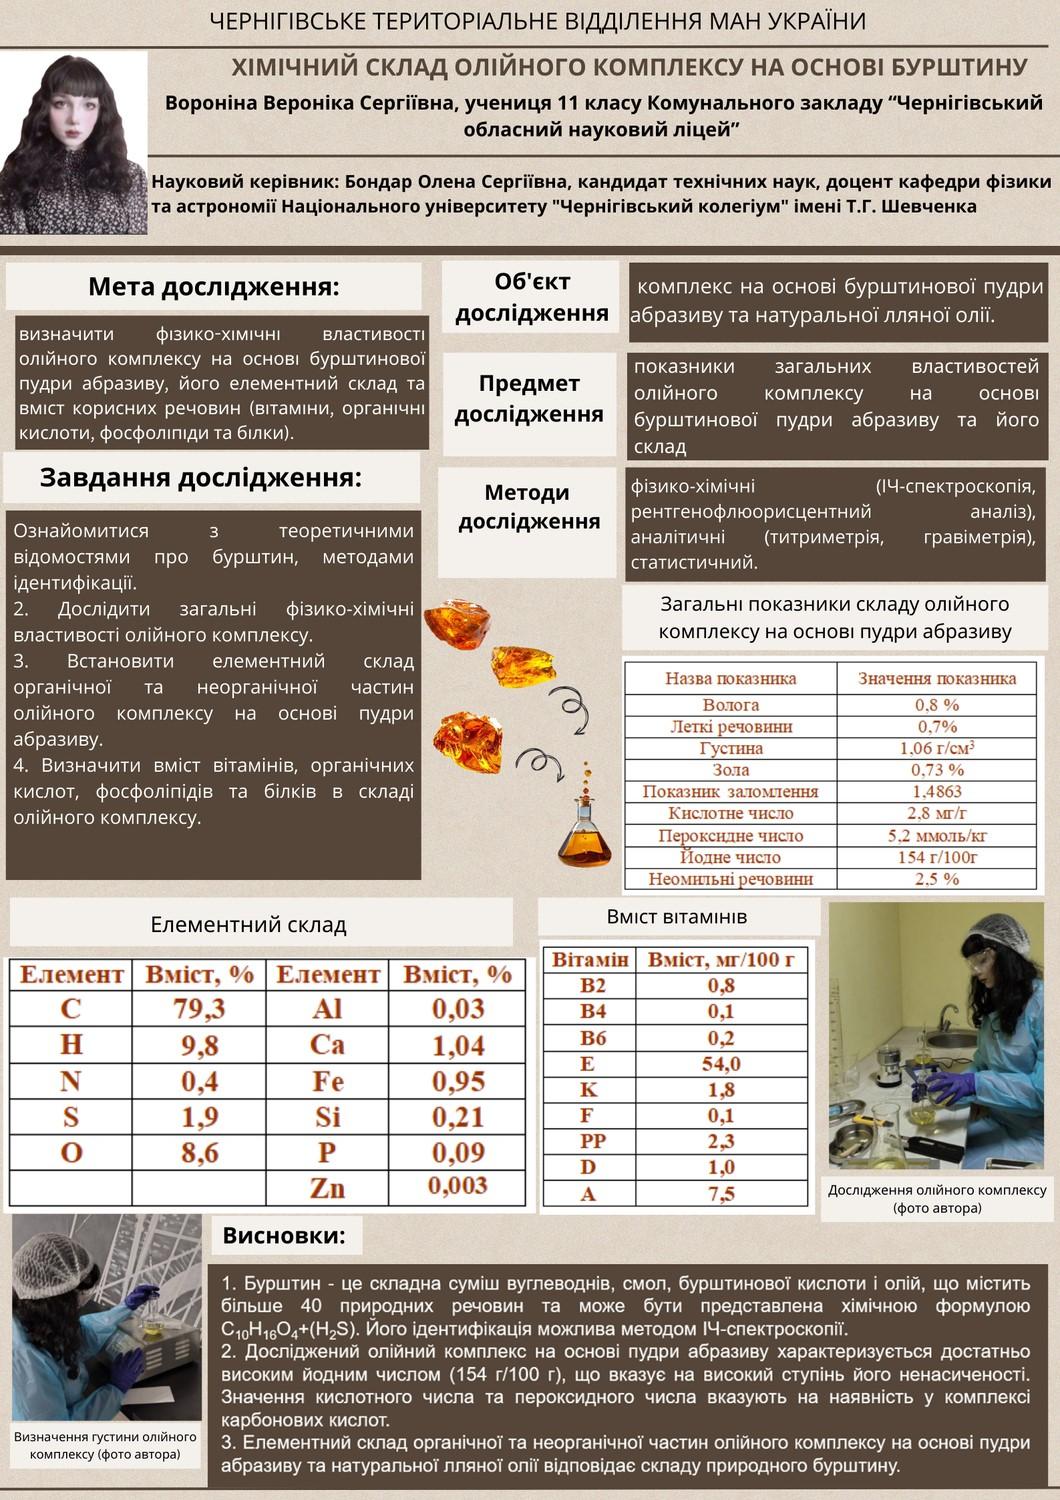 ЧЕРНІГІВСЬКЕ ТЕРИТОРІАЛЬНЕ ВІДДІЛЕННЯ МАН УКРАЇНИ
ХІМІЧНИЙ СКЛАД ОЛІЙНОГО КОМПЛЕКСУ НА ОСНОВІ БУРШТИНУ
Вороніна Вероніка Сергіївна, учениця 11 класу Комунального закладу “Чернігівський
обласний науковий ліцей”
Науковий керівник: Бондар Олена Сергіївна, кандидат технічних наук, доцент кафедри фізики
та астрономії Національного університету "Чернігівський колегіум" імені Т.Г. Шевченка
Мета дослідження:
визначити фізико-хімічні властивості
олійного комплексу на основі бурштинової
пудри абразиву, його елементний склад та
вміст корисних речовин (вітаміни, органічні
кислоти, фосфоліпіди та білки).
Завдання дослідження:
Ознайомитися з теоретичними
відомостями про бурштин, методами
ідентифікації.
2. Дослідити загальні фізико-хімічні
властивості олійного комплексу.
3. Встановити елементний склад
органічної та неорганічної частин
олійного комплексу на основі пудри
абразиву.
4. Визначити вміст вітамінів, органічних
кислот, фосфоліпідів та білків в складі
олійного комплексу.
Об'єкт
дослідження
комплекс на основі бурштинової пудри
абразиву та натуральної лляної олії.
Предмет
дослідження
показники загальних властивостей
олійного комплексу на основі
бурштинової пудри абразиву та його
склад
Методи
дослідження
фізико-хімічні (ІЧ-спектроскопія,
рентгенофлюорисцентний аналіз),
аналітичні (титриметрія, гравіметрія),
статистичний.
Загальні показники складу олійного
комплексу на основі пудри абразиву
Назва показника Значення показника
Волога 0,8 %
Леткі речовини 0,7%
Густина 1,06 г/см³
Зола 0,73 %
Показник заломлення 1,4863
Кислотне число 2,8 мг/г
Пероксидне число 5,2 ммоль/кг
Йодне число 154 г/100г
Неомильні речовини 2,5 %
Елементний склад
Елемент Вміст, % Елемент Вміст, %
C 79,3 Al 0,03
H 9,8 Ca 1,04
N 0,4 Fe 0,95
S 1,9 Si 0,21
O 8,6 P 0,09
Zn 0,003
Вміст вітамінів
Вітамін Вміст, мг/100 г
B2 0,8
B4 0,1
B6 0,2
E 54,0
K 1,8
F 0,1
PP 2,3
D 1,0
A 7,5
Дослідження олійного комплексу
(фото автора)
Визначення густини олійного
комплексу (фото автора)
Висновки:
1. Бурштин - це складна суміш вуглеводнів, смол, бурштинової кислоти і олій, що містить
більше 40 природних речовин та може бути представлена хімічною формулою
C₁₀H₁₆O₄+(H₂S). Його ідентифікація можлива методом ІЧ-спектроскопії.
2. Досліджений олійний комплекс на основі пудри абразиву характеризується достатньо
високим йодним числом (154 г/100 г), що вказує на високий ступінь його ненасиченості.
Значення кислотного числа та пероксидного числа вказують на наявність у комплексі
карбонових кислот.
3. Елементний склад органічної та неорганічної частин олійного комплексу на основі пудри
абразиву та натуральної лляної олії відповідає складу природного бурштину.